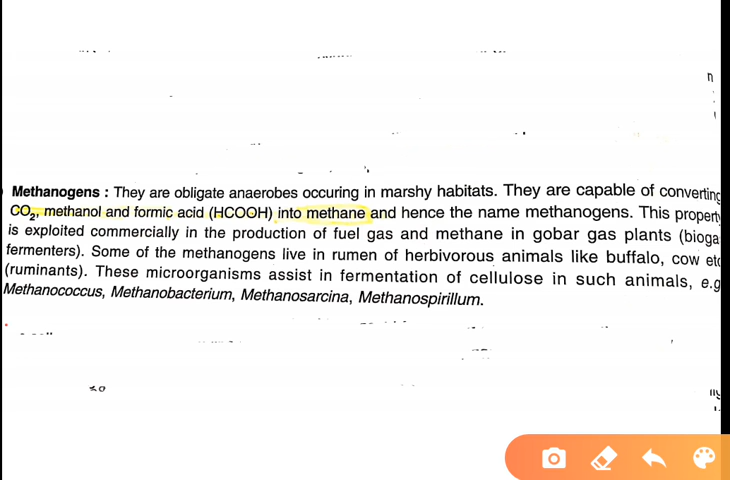 Methanogens : They are obligate anaerobes occuring in marshy habitats. They are capable of converting
CO₂, methanol and formic acid (HCOOH) into methane and hence the name methanogens. This propert
is exploited commercially in the production of fuel gas and methane in gobar gas plants (bioga
fermenters). Some of the methanogens live in rumen of herbivorous animals like buffalo, cow etc
(ruminants). These microorganisms assist in fermentation of cellulose in such animals, e.g
Methanococcus, Methanobacterium, Methanosarcina, Methanospirillum.